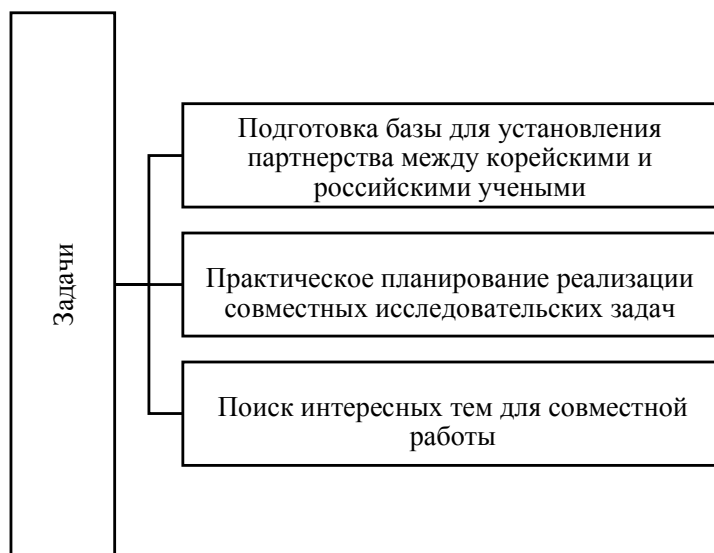 Задачи
Подготовка базы для установления
партнерства между корейскими и
российскими учеными
Практическое планирование реализации
совместных исследовательских задач
Поиск интересных тем для совместной
работы